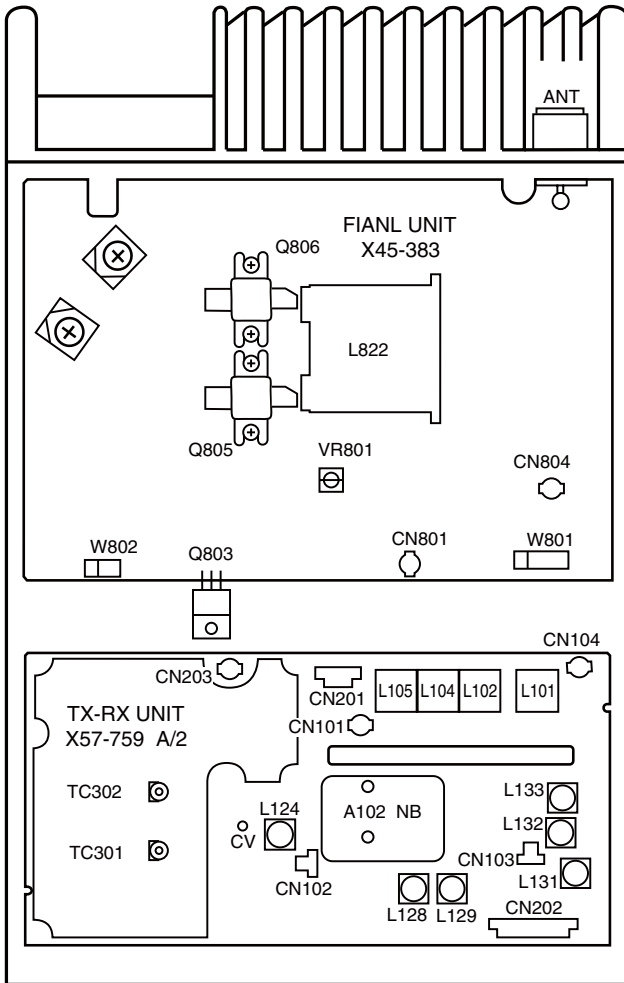 ANT
FIANL UNIT
X45-383
Q806
L822
Q805
VR801
CN804
W802
Q803
CN801
W801
CN104
CN203
CN201
L105
L104
L102
L101
TX-RX UNIT
X57-759 A/2
CN101
TC302
L124
A102 NB
L133
L132
CV
TC301
CN102
CN103
L131
L128
L129
CN202